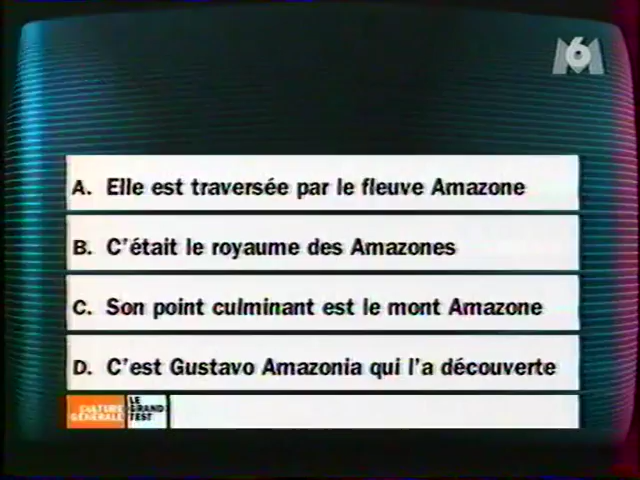 M6
A. Elle est traversée par le fleuve Amazone
B. C'était le royaume des Amazones
C. Son point culminant est le mont Amazone
D. C'est Gustavo Amazonia qui l'a découverte
CULTURE GÉNÉRALE
LE GRAND TEST